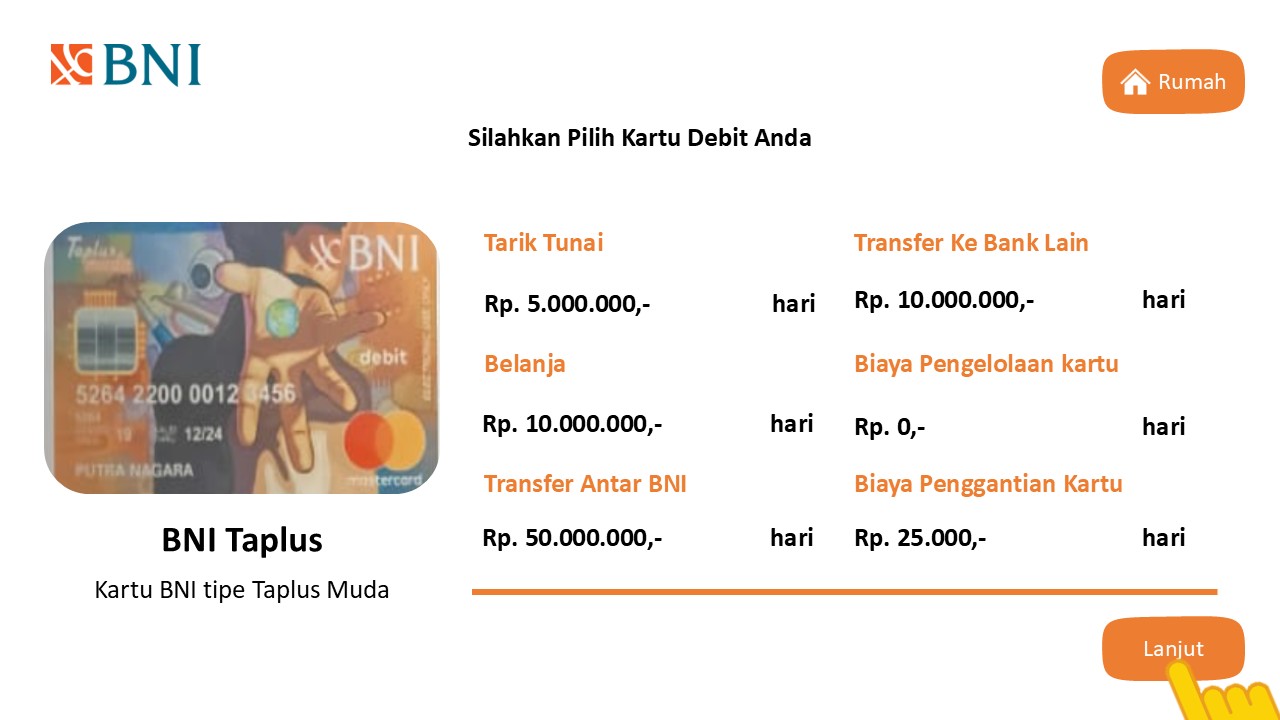 BNI
Rumah
Silahkan Pilih Kartu Debit Anda
Taplus
BNI
debit
5264 2200 0012 3456
5264
19 12/24
PUTRA NAGARA
mastercard
BNI Taplus
Kartu BNI tipe Taplus Muda
Tarik Tunai
Rp. 5.000.000,- hari
Belanja
Rp. 10.000.000,- hari
Transfer Antar BNI
Rp. 50.000.000,- hari
Transfer Ke Bank Lain
Rp. 10.000.000,- hari
Biaya Pengelolaan kartu
Rp. 0,- hari
Biaya Penggantian Kartu
Rp. 25.000,- hari
Lanjut